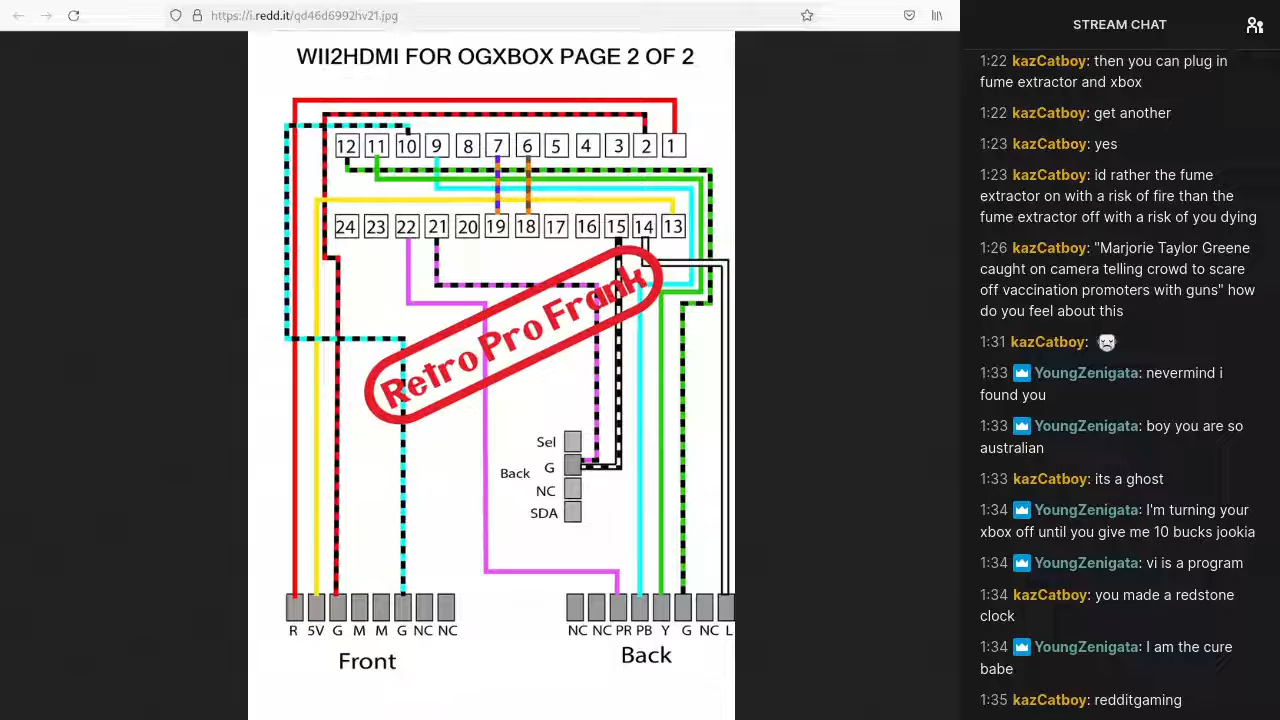 https://i.redd.it/qd46d6992hv21.jpg
WII2HDMI FOR OGXBOX PAGE 2 OF 2
12 11 10 9 8 7 6 5 4 3 2 1
24 23 22 21 20 19 18 17 16 15 14 13
Retro Pro Frank
Sel
Back G
NC
SDA
R 5V G M M G NC NC
NC NC PR PB Y G NC L
Front
Back
STREAM CHAT
1:22 kazCatboy: then you can plug in
fume extractor and xbox
1:22 kazCatboy: get another
1:23 kazCatboy: yes
1:23 kazCatboy: id rather the fume
extractor on with a risk of fire than the
fume extractor off with a risk of you dying
1:26 kazCatboy: "Marjorie Taylor Greene
caught on camera telling crowd to scare
off vaccination promoters with guns" how
do you feel about this
1:31 kazCatboy:
1:33 YoungZenigata: nevermind i
found you
1:33 YoungZenigata: boy you are so
australian
1:33 kazCatboy: its a ghost
1:34 YoungZenigata: I'm turning your
xbox off until you give me 10 bucks jookia
1:34 YoungZenigata: vi is a program
1:34 kazCatboy: you made a redstone
clock
1:34 YoungZenigata: I am the cure
babe
1:35 kazCatboy: redditgaming